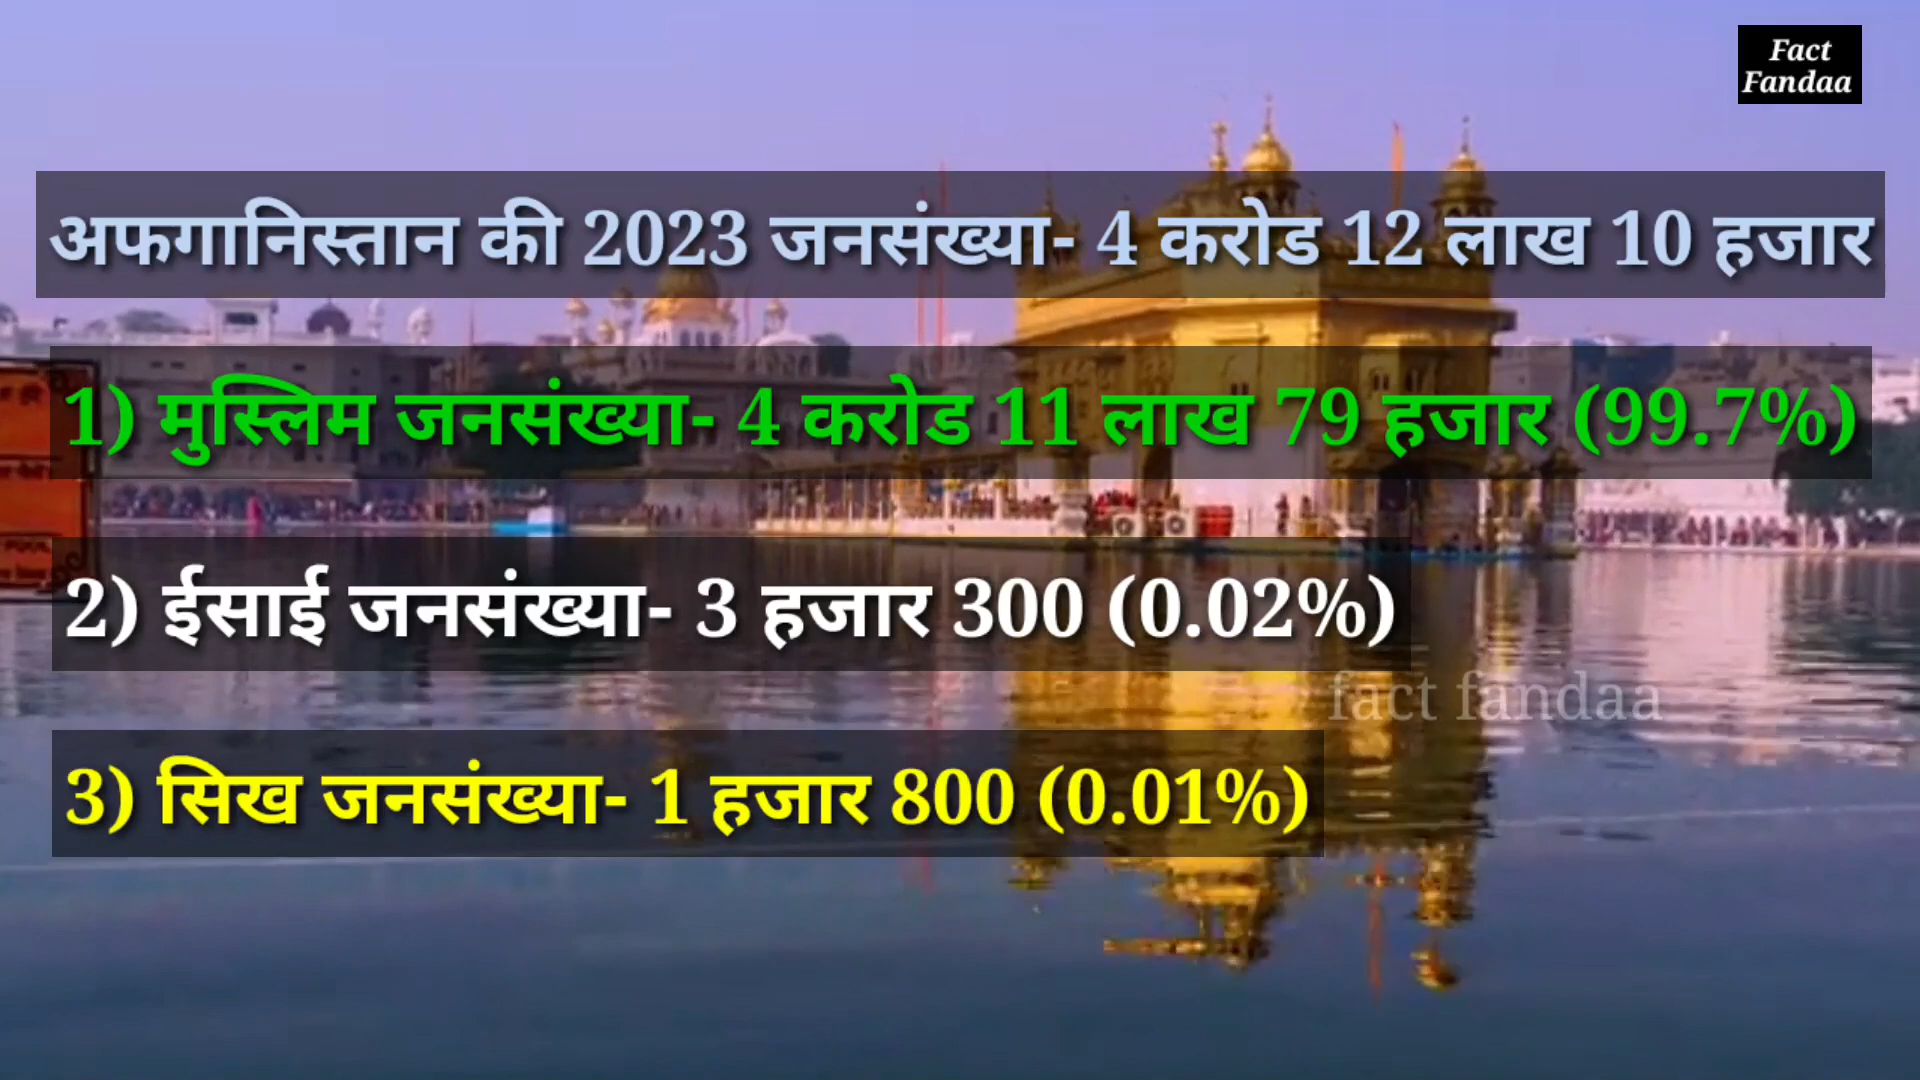 Fact
Fandaa
अफगानिस्तान की 2023 जनसंख्या- 4 करोड 12 लाख 10 हजार
1) मुस्लिम जनसंख्या- 4 करोड 11 लाख 79 हजार (99.7%)
2) ईसाई जनसंख्या- 3 हजार 300 (0.02%)
fact fandaa
3) सिख जनसंख्या- 1 हजार 800 (0.01%)